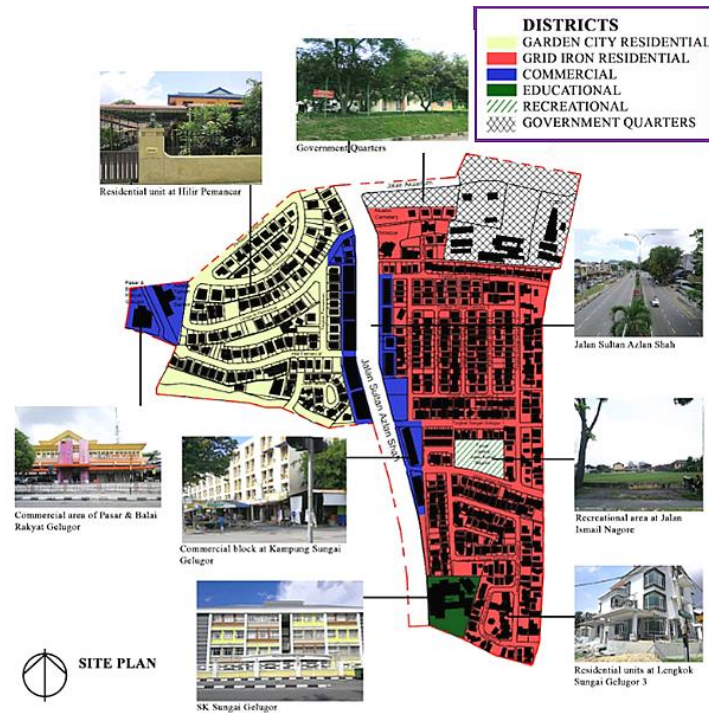 DISTRICTS
GARDEN CITY RESIDENTIAL
GRID IRON RESIDENTIAL
COMMERCIAL
EDUCATIONAL
RECREATIONAL
GOVERNMENT QUARTERS
Government Quarters
Residential unit at Hilir Pemancar
Jalan Sultan Azlan Shah
Jalan Sultan Azlan Shah
Commercial area of Pasar & Balai
Rakyat Gelugor
Commercial block at Kampung Sungai
Gelugor
Recreational area at Jalan
Ismail Nagore
SITE PLAN
SK Sungai Gelugor
Residential units at Lengkok
Sungai Gelugor 3